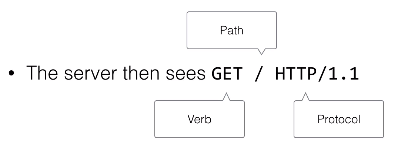 Path
• The server then sees GET / HTTP/1.1
Verb
Protocol